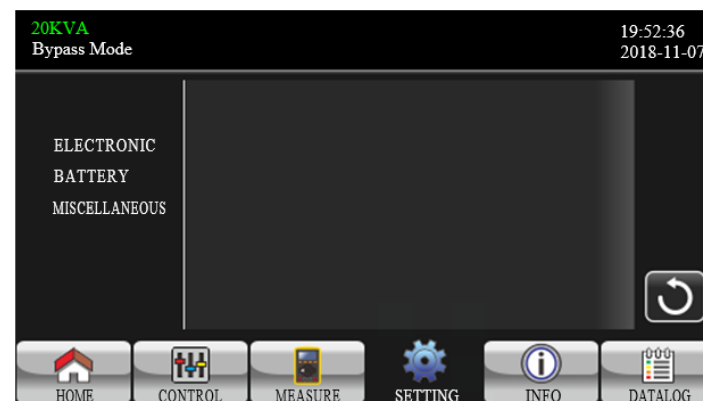 20KVA
Bypass Mode
19:52:36
2018-11-07
ELECTRONIC
BATTERY
MISCELLANEOUS
HOME
CONTROL
MEASURE
SETTING
INFO
DATALOG